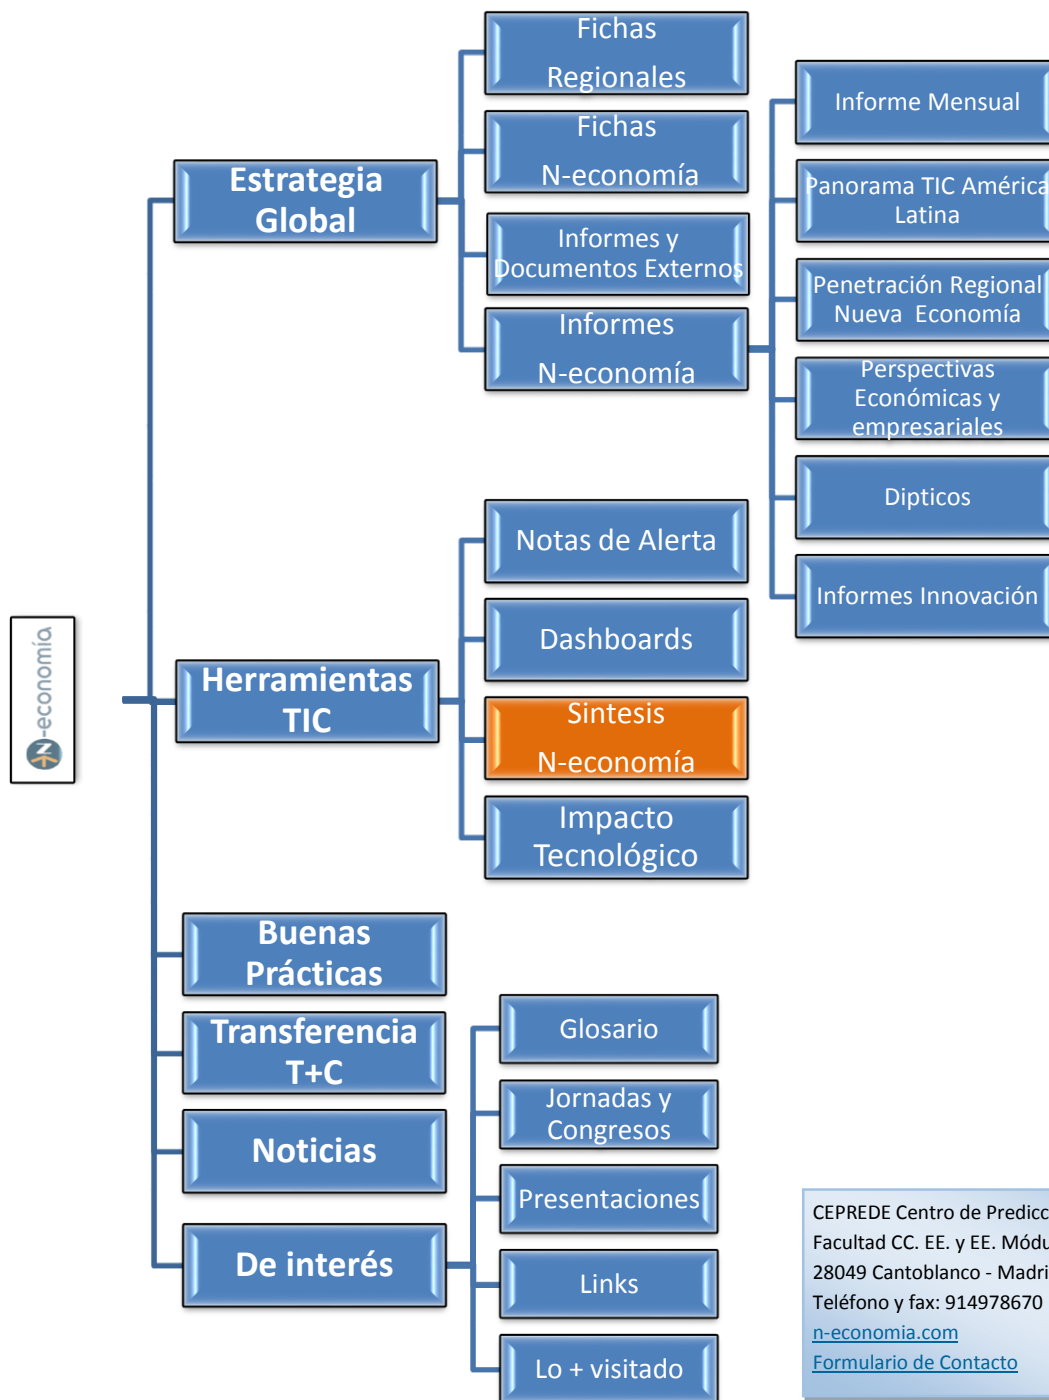 N-economía
Estrategia
Global
Fichas
Regionales
Fichas
N-economía
Informes y
Documentos Externos
Informes
N-economía
Informe Mensual
Panorama TIC América
Latina
Penetración Regional
Nueva Economía
Perspectivas
Económicas y
empresariales
Dipticos
Informes Innovación
Herramientas
TIC
Notas de Alerta
Dashboards
Sintesis
N-economía
Impacto
Tecnológico
Buenas
Prácticas
Transferencia
T+C
Noticias
De interés
Glosario
Jornadas y
Congresos
Presentaciones
Links
Lo + visitado
CEPREDE Centro de Predicc
Facultad CC. EE. y EE. Módu
28049 Cantoblanco - Madri
Teléfono y fax: 914978670
n-economia.com
Formulario de Contacto